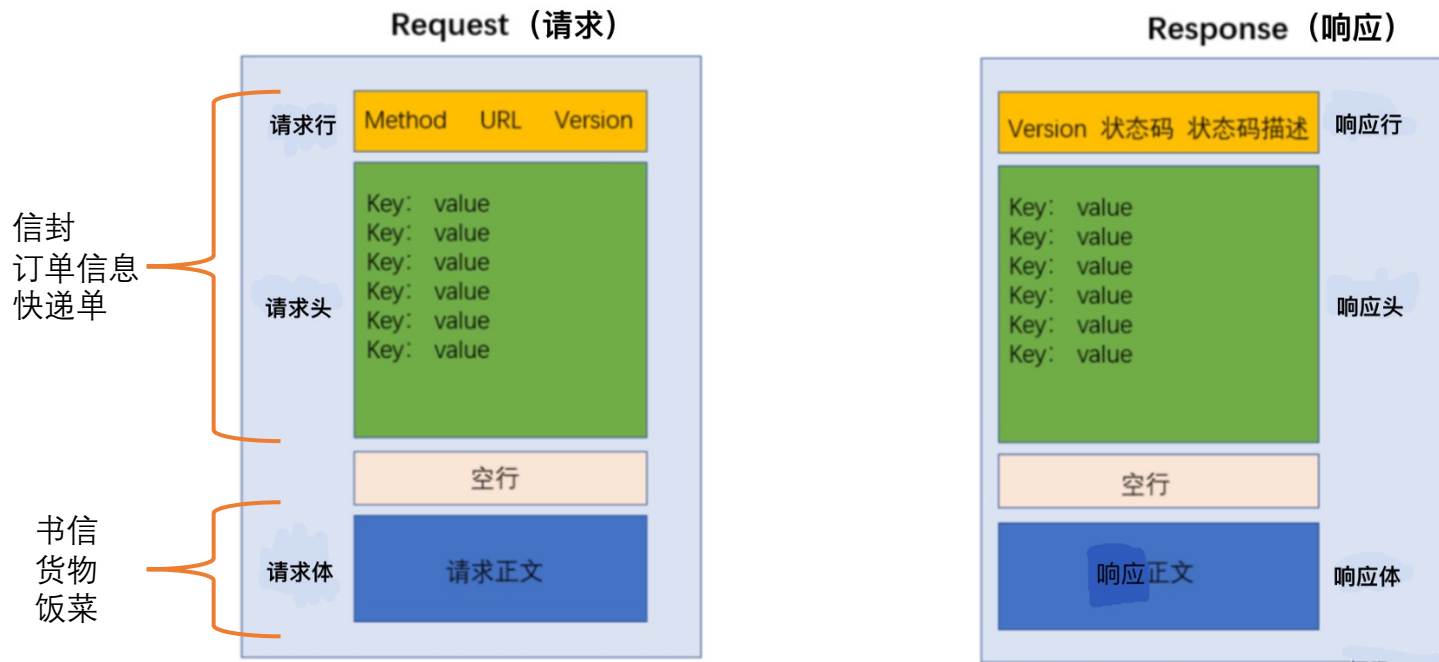 Request（请求）
请求行
Method URL Version
信封
订单信息
快递单
请求头
Key： value
Key： value
Key： value
Key： value
Key： value
Key： value
空行
书信
货物
饭菜
请求体
请求正文
Response（响应）
Version 状态码 状态码描述
响应行
Key： value
Key： value
Key： value
Key： value
Key： value
Key： value
响应头
空行
响应正文
响应体